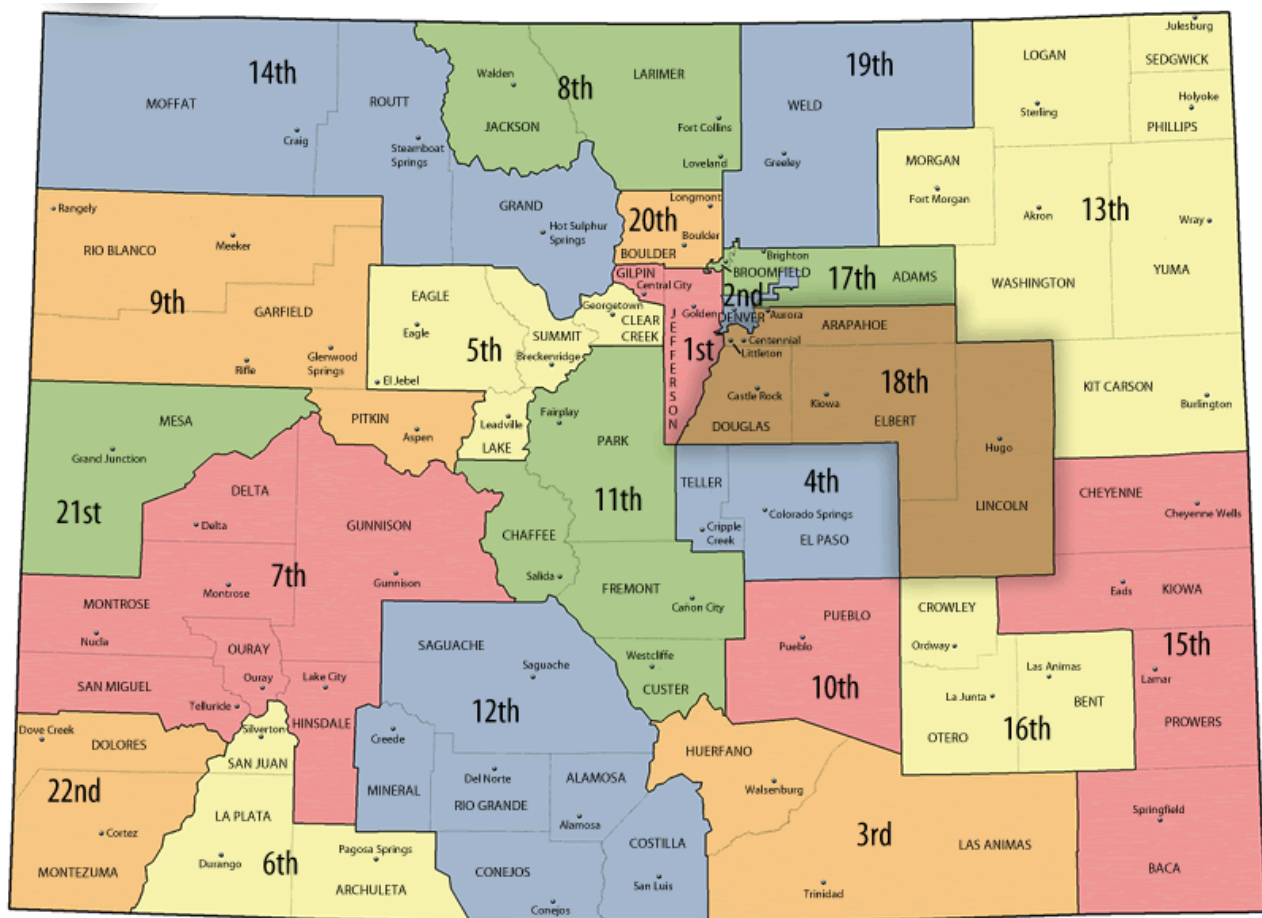 14th
MOFFAT
Craig
ROUTT
Steamboat
Springs
8th
Walden
JACKSON
LARIMER
Fort Collins
Loveland
19th
WELD
Greeley
LOGAN
Sterling
Julesburg
SEDGWICK
Holyoke
PHILLIPS
MORGAN
Fort Morgan
Akron
13th
Wray
YUMA
WASHINGTON
KIT CARSON
Burlington
Rangely
RIO BLANCO
Meeker
9th
GARFIELD
Rifle
Glenwood
Springs
PITKIN
Aspen
GRAND
Hot Sulphur
Springs
20th
Longmont
Boulder
BOULDER
GILPIN
Central City
BROOMFIELD
Brighton
17th
ADAMS
2nd
DENVER
Aurora
EAGLE
Eagle
5th
El Jebel
SUMMIT
Breckenridge
Georgetown
CLEAR
CREEK
Leadville
LAKE
Golden
1st
JEFFERSON
ARAPAHOE
Centennial
Littleton
18th
Castle Rock
DOUGLAS
Kiowa
ELBERT
Hugo
LINCOLN
MESA
Grand Junction
21st
Fairplay
PARK
11th
CHAFFEE
Salida
FREMONT
Cañon City
Westcliffe
CUSTER
TELLER
Cripple
Creek
4th
Colorado Springs
EL PASO
DELTA
Delta
GUNNISON
7th
Gunnison
MONTROSE
Montrose
Nucla
OURAY
Ouray
SAN MIGUEL
Telluride
Lake City
HINSDALE
CHEYENNE
Cheyenne Wells
Eads
KIOWA
15th
Lamar
PROWERS
Springfield
BACA
PUEBLO
Pueblo
10th
CROWLEY
Ordway
Las Animas
La Junta
BENT
OTERO
16th
SAGUACHE
Saguache
12th
Creede
MINERAL
Del Norte
RIO GRANDE
ALAMOSA
Alamosa
CONEJOS
Conejos
COSTILLA
San Luis
HUERFANO
Walsenburg
3rd
LAS ANIMAS
Trinidad
Dove Creek
DOLORES
22nd
Cortez
MONTEZUMA
Silverton
SAN JUAN
LA PLATA
Durango
6th
Pagosa Springs
ARCHULETA